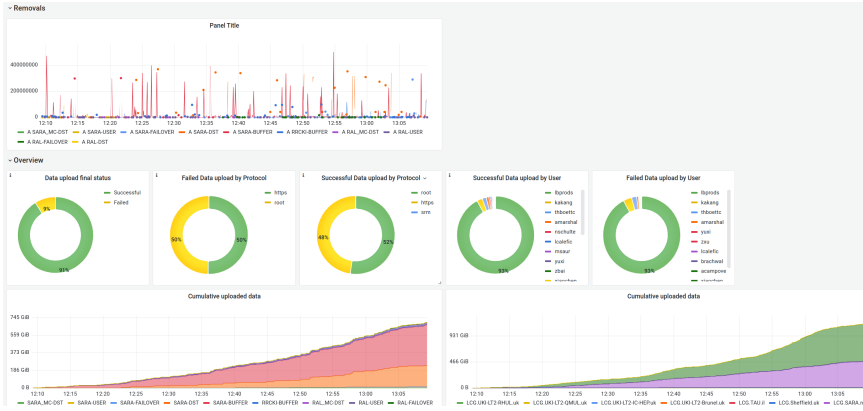 Removals
Panel Title
400000000
200000000
0
12:10 12:15 12:20 12:25 12:30 12:35 12:40 12:45 12:50 12:55 13:00 13:05
A SARA_MC-DST A SARA-USER A SARA-FAILOVER A SARA-DST A SARA-BUFFER A RRCKI-BUFFER A RAL_MC-DST A RAL-USER
A RAL-FAILOVER A RAL-DST
Overview
Data upload final status
Successful
Failed
9%
91%
Failed Data upload by Protocol
https
root
50%
50%
Successful Data upload by Protocol
root
https
srm
48%
52%
Successful Data upload by User
lbprods
kakang
thboettc
amarshal
nschulte
lcalefic
msaur
yuxi
zbai
xiaochen
93%
Failed Data upload by User
lbprods
kakang
thboettc
amarshal
yuxi
zxu
lcalefic
brachwal
acampove
xiaochen
93%
Cumulative uploaded data
745 GiB
559 GiB
373 GiB
186 GiB
0 B
12:10 12:15 12:20 12:25 12:30 12:35 12:40 12:45 12:50 12:55 13:00 13:05
SARA_MC-DST SARA-USER SARA-FAILOVER SARA-DST SARA-BUFFER RRCKI-BUFFER RAL_MC-DST RAL-USER RAL_FAILOVER
Cumulative uploaded data
931 GiB
466 GiB
0 B
12:10 12:15 12:20 12:25 12:30 12:35 12:40 12:45 12:50 12:55 13:00 13:05
LCG.UKI-LT2-RHUL.uk LCG.UKI-LT2-QMUL.uk LCG.UKI-LT2-IC-HEP.uk LCG.UKI-LT2-Brunel.uk LCG.TAU.il LCG.Sheffield.uk LCG.SARA